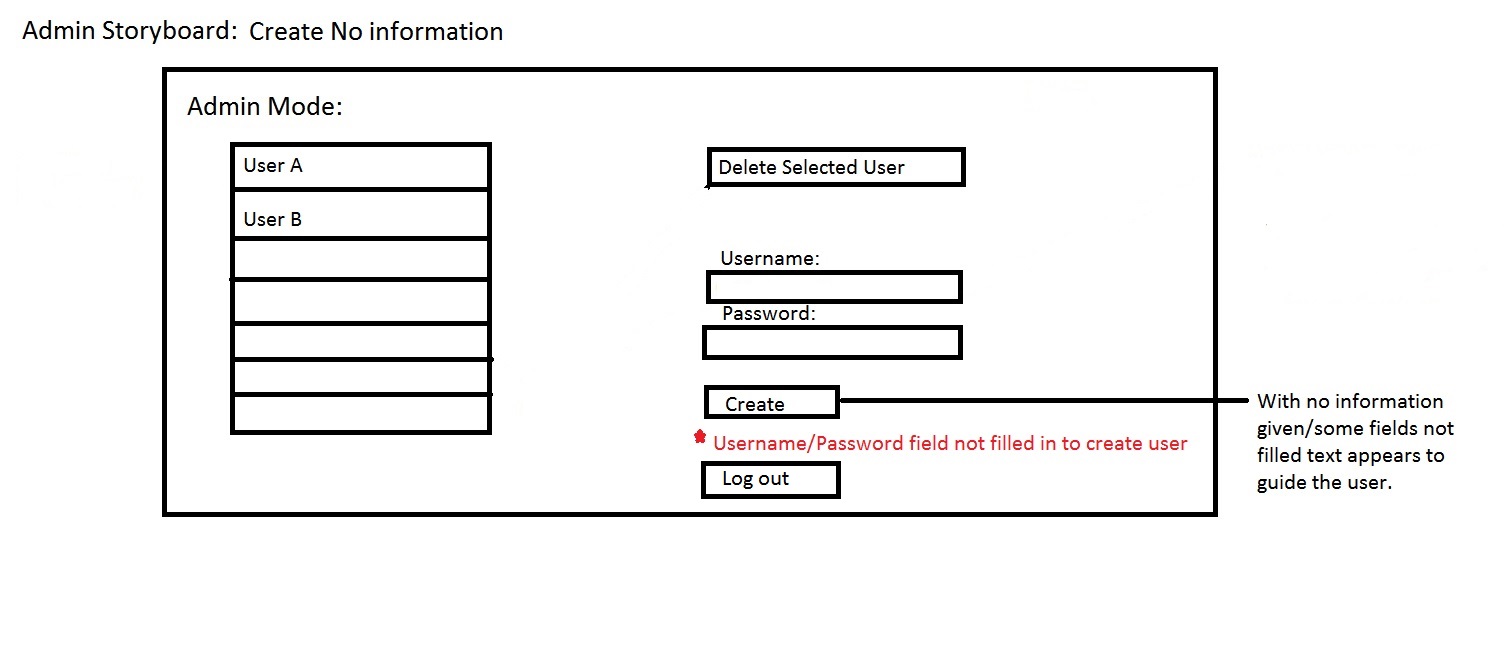 Admin Storyboard: Create No information
Admin Mode:
User A
User B
Delete Selected User
Username:
Password:
Create
* Username/Password field not filled in to create user
Log out
With no information
given/some fields not
filled text appears to
guide the user.